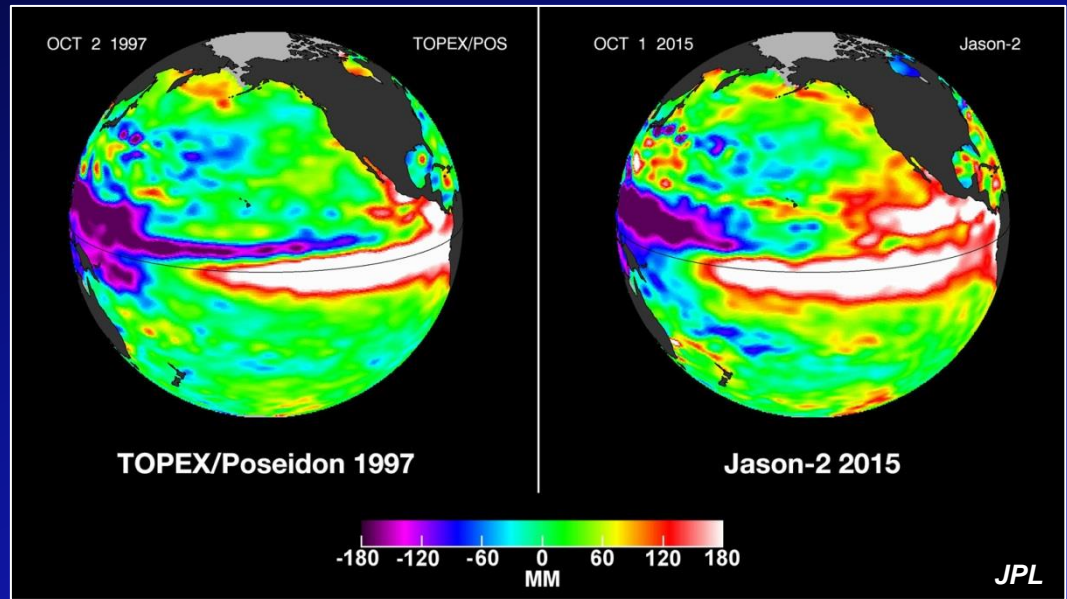 OCT 2 1997
TOPEX/POS
TOPEX/Poseidon 1997
OCT 1 2015
Jason-2
Jason-2 2015
-180 -120 -60 0 60 120 180
MM
JPL